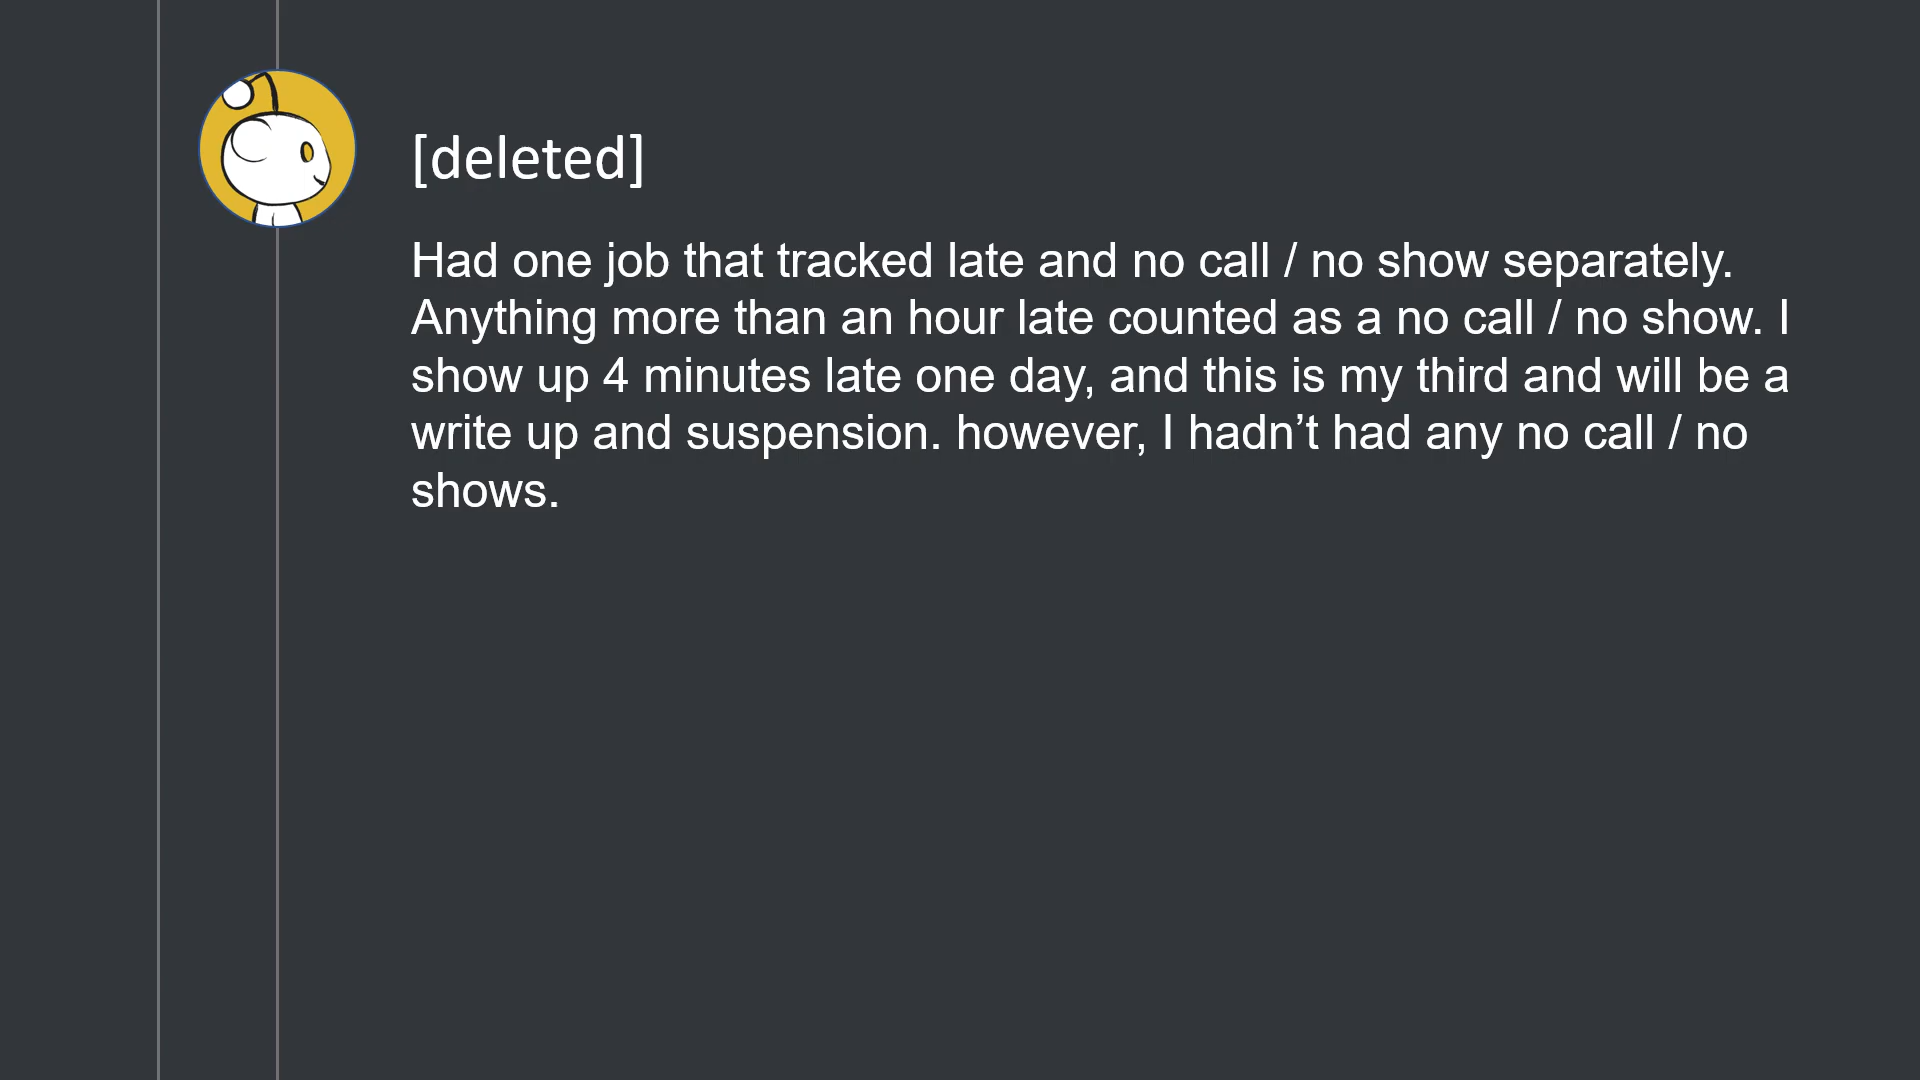 [deleted]
Had one job that tracked late and no call / no show separately.
Anything more than an hour late counted as a no call / no show. I
show up 4 minutes late one day, and this is my third and will be a
write up and suspension. however, I hadn’t had any no call / no
shows.